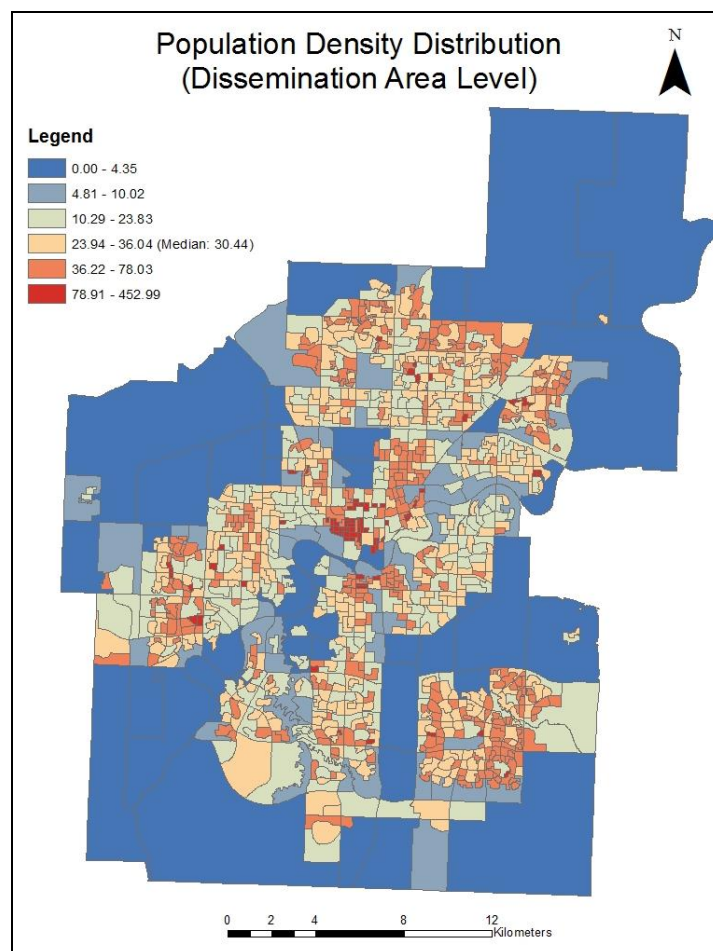 Population Density Distribution
(Dissemination Area Level)
N
Legend
0.00 - 4.35
4.81 - 10.02
10.29 - 23.83
23.94 - 36.04 (Median: 30.44)
36.22 - 78.03
78.91 - 452.99
0 2 4 8 12
Kilometers